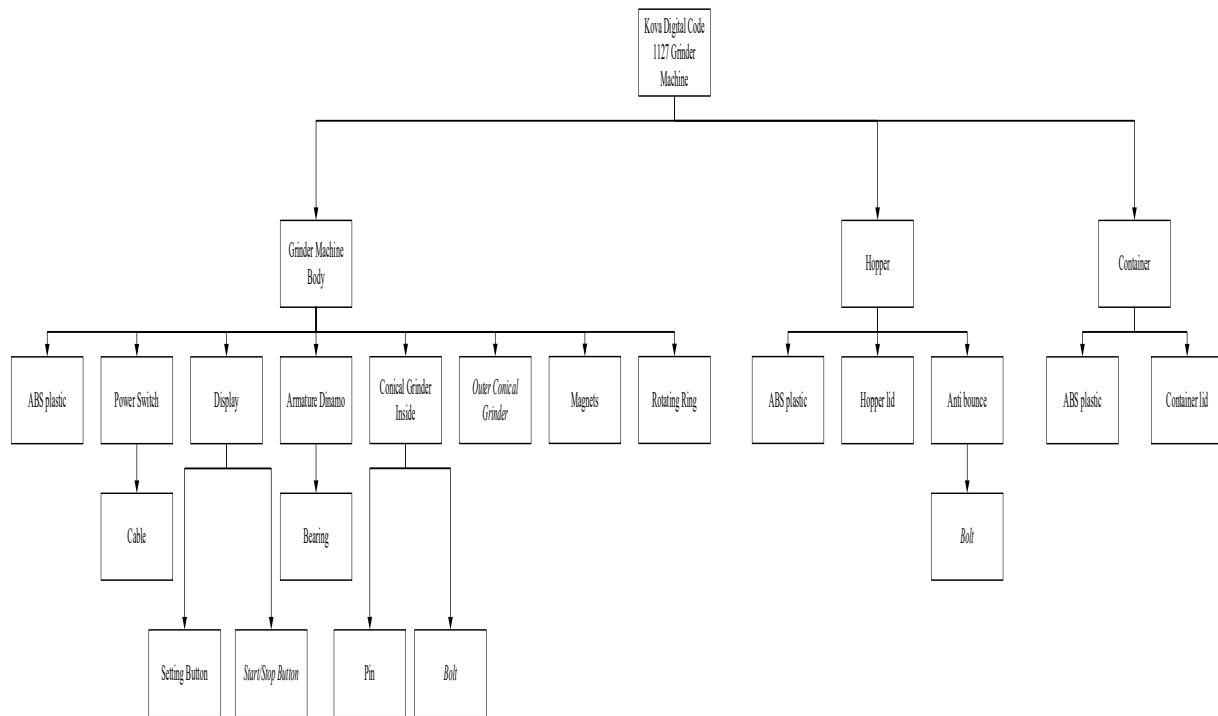 Kova Digital Code
1127 Grinder
Machine
Grinder Machine
Body
Hopper
Container
ABS plastic
Power Switch
Display
Armature Dinamo
Conical Grinder
Inside
Outer Conical
Grinder
Magnets
Rotating Ring
ABS plastic
Hopper lid
Anti bounce
ABS plastic
Container lid
Cable
Bearing
Bolt
Setting Button
Start/Stop Button
Pin
Bolt